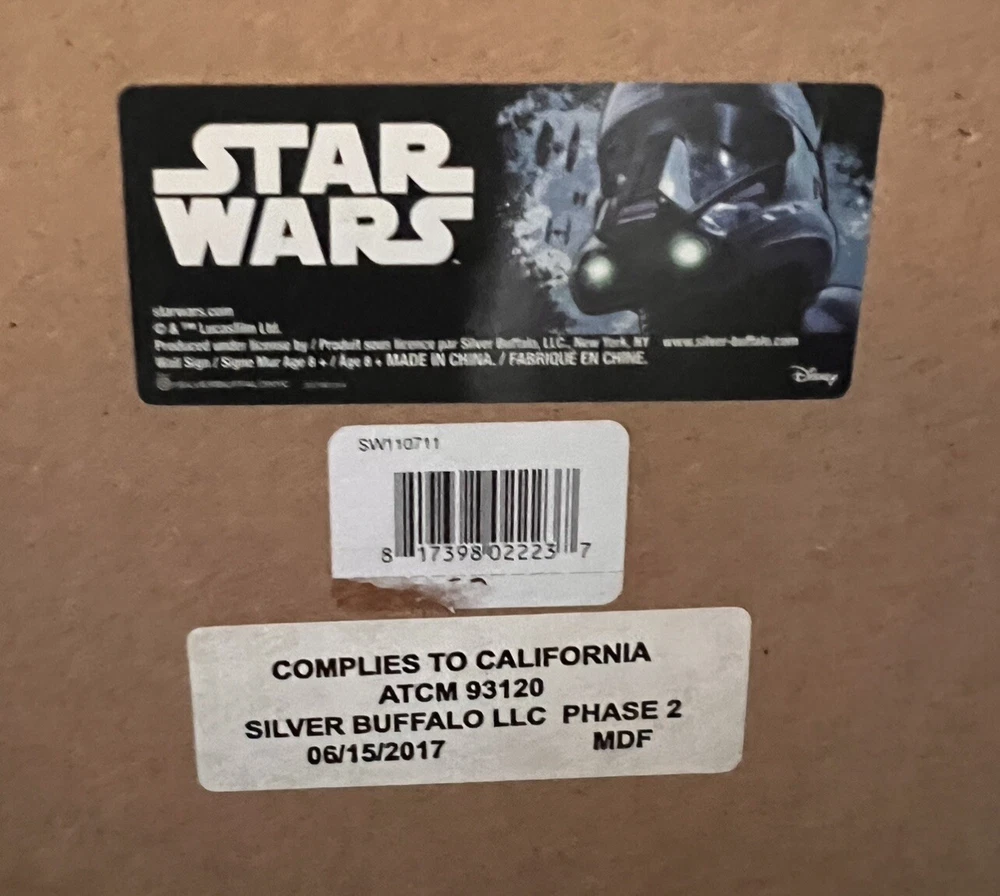 STAR
WARS
starwars.com
© & ™ Lucasfilm Ltd.
Produced under license by / Produit sous licence par Silver Buffalo, LLC., New York, NY www.silver-buffalo.com
Wall Sign / Signe Mur Age 8 + / Age 8 + MADE IN CHINA. / FABRIQUÉ EN CHINE.
Disney
SW110711
8 17398 02223 7
COMPLIES TO CALIFORNIA
ATCM 93120
SILVER BUFFALO LLC PHASE 2
06/15/2017 MDF